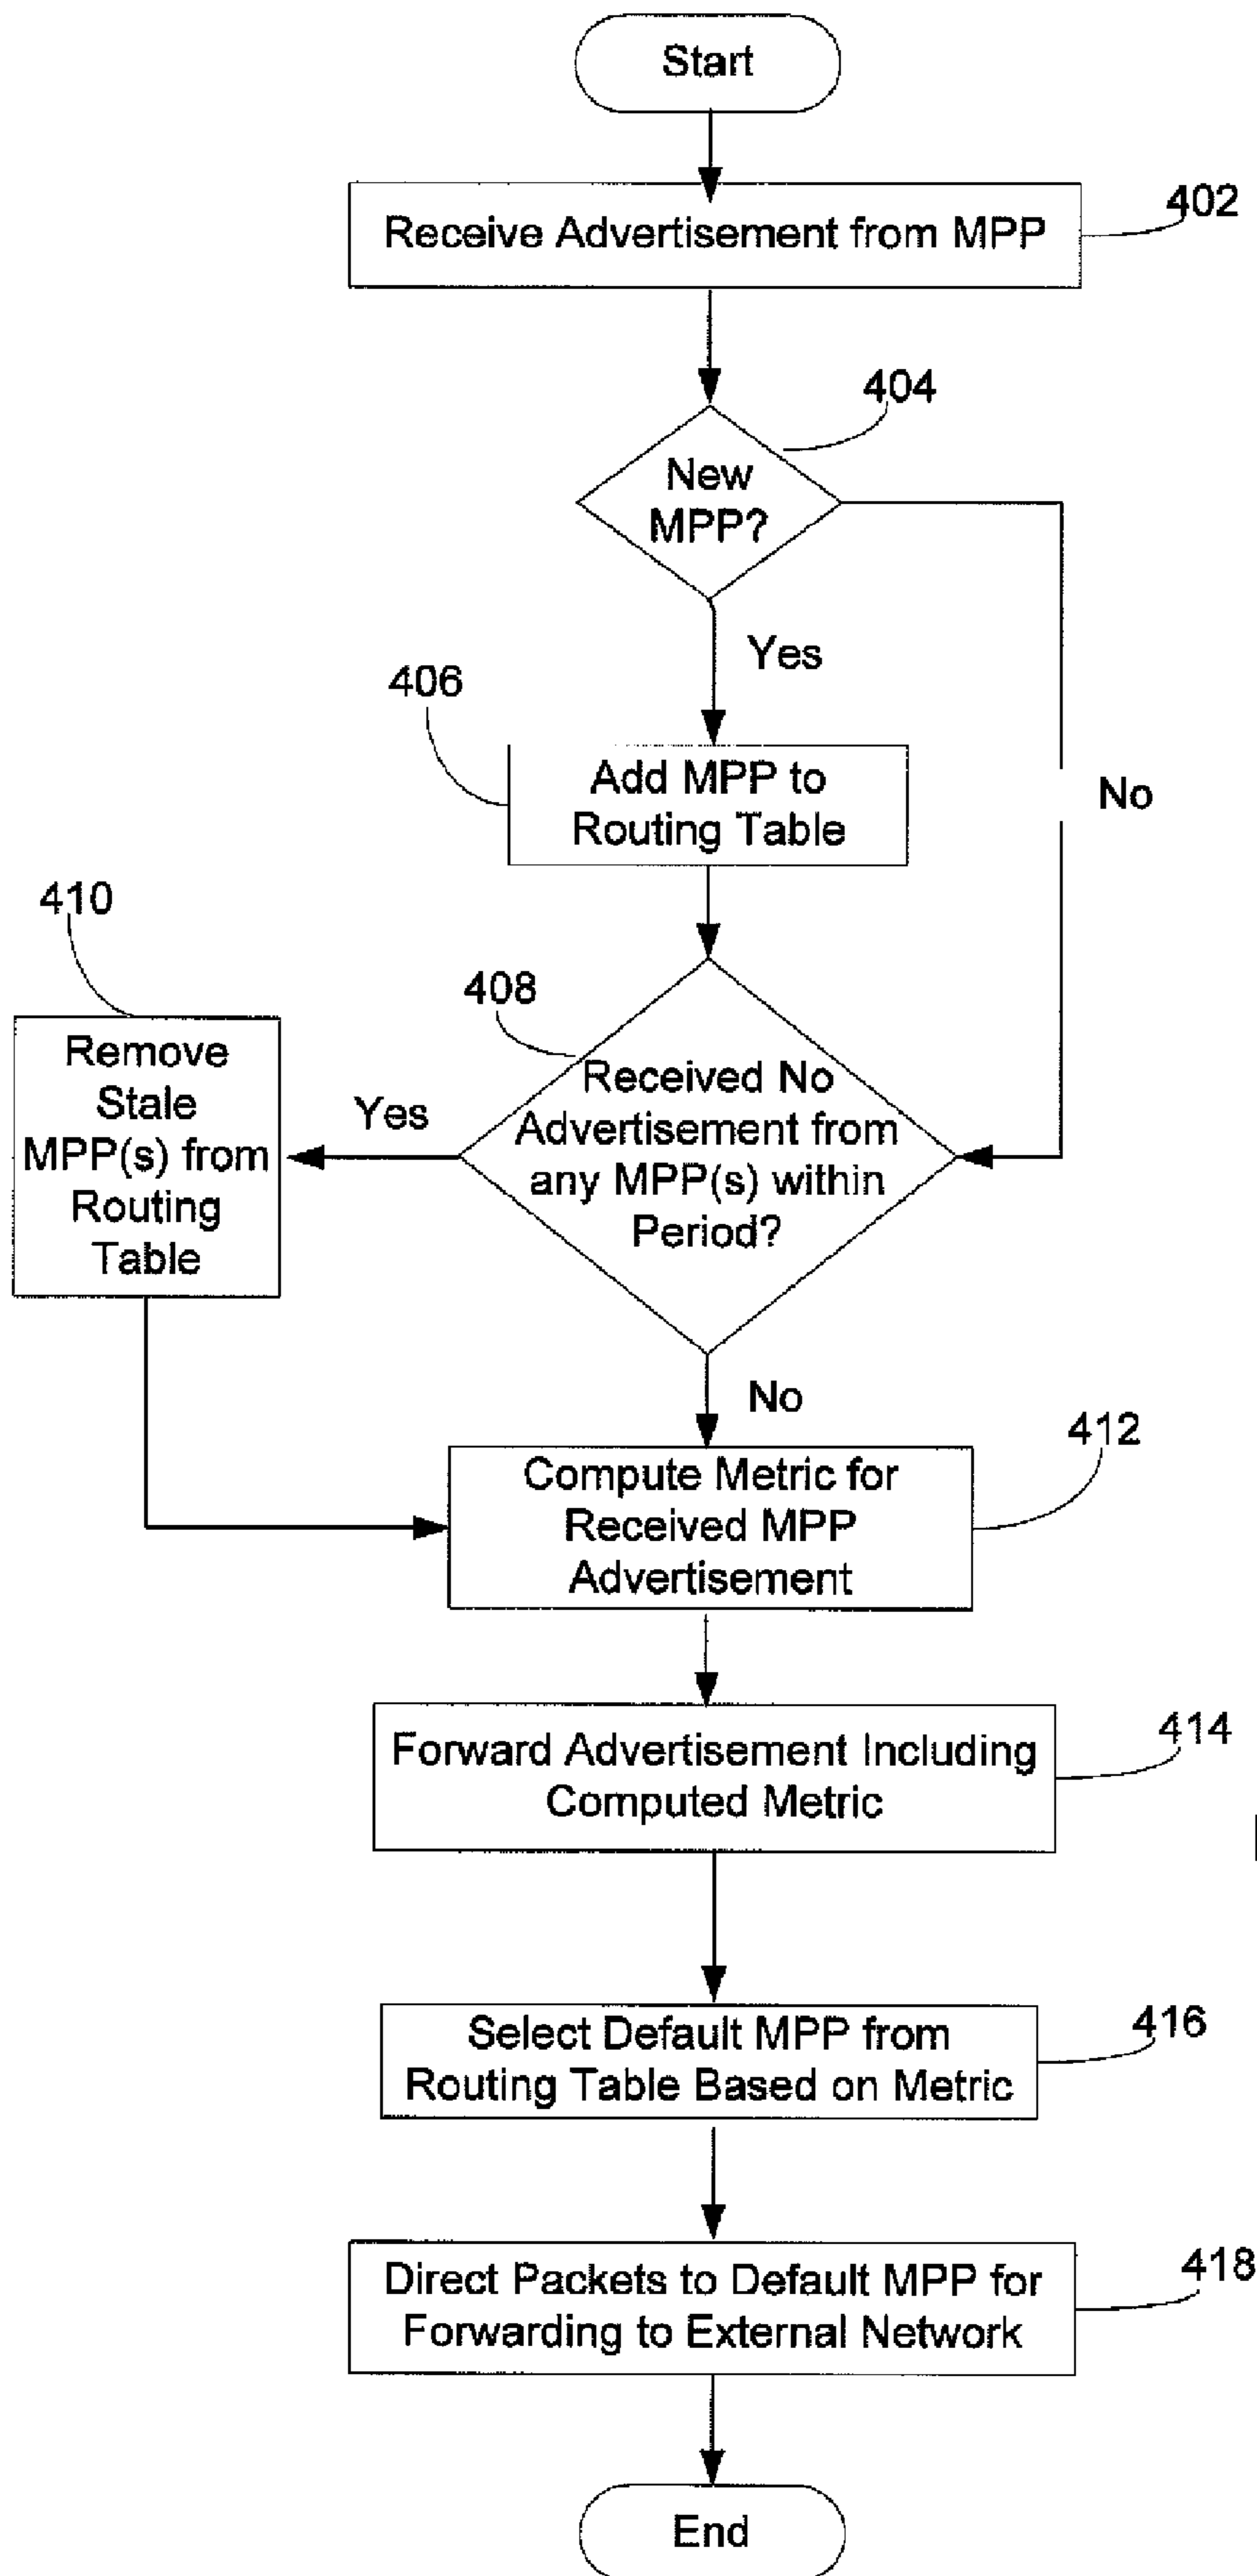 Start
Receive Advertisement from MPP
402
404
New
MPP?
Yes
No
406
Add MPP to
Routing Table
410
408
Remove
Stale
MPP(s) from
Routing
Table
Yes
Received No
Advertisement from
any MPP(s) within
Period?
No
412
Compute Metric for
Received MPP
Advertisement
414
Forward Advertisement Including
Computed Metric
416
Select Default MPP from
Routing Table Based on Metric
418
Direct Packets to Default MPP for
Forwarding to External Network
End